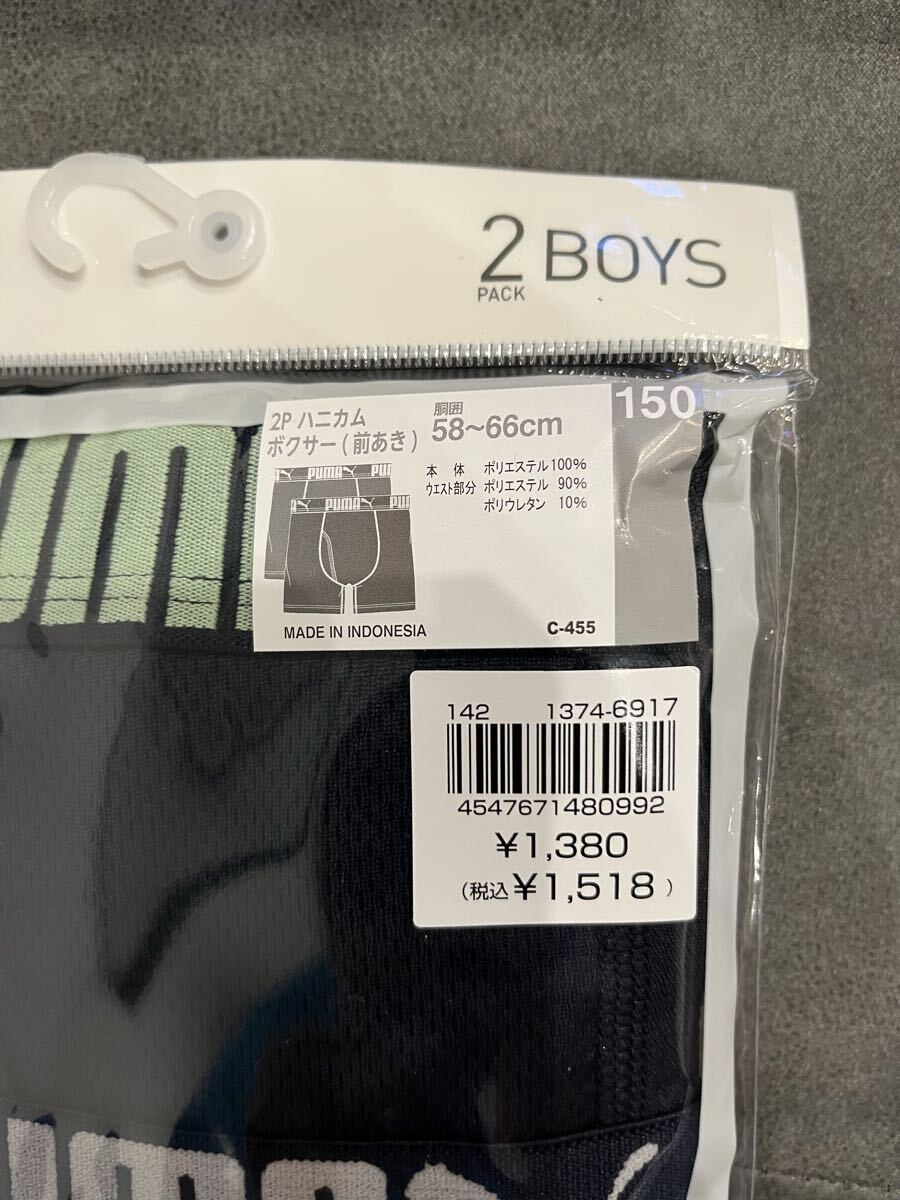 2 BOYS
PACK
150
2P ハニカム
ボクサー(前あき)
胴囲
58~66cm
本 体 ポリエステル100%
ウエスト部分 ポリエステル 90%
ポリウレタン 10%
PUMA PU
PUMA PU
MADE IN INDONESIA
C-455
142 1374-6917
4547671480992
¥1,380
(税込¥1,518)